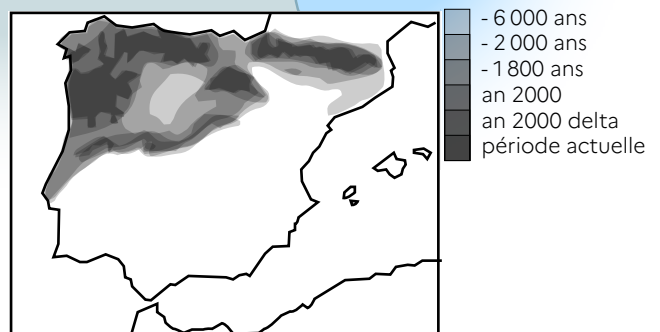 - 6 000 ans
- 2 000 ans
- 1 800 ans
an 2000
an 2000 delta
période actuelle